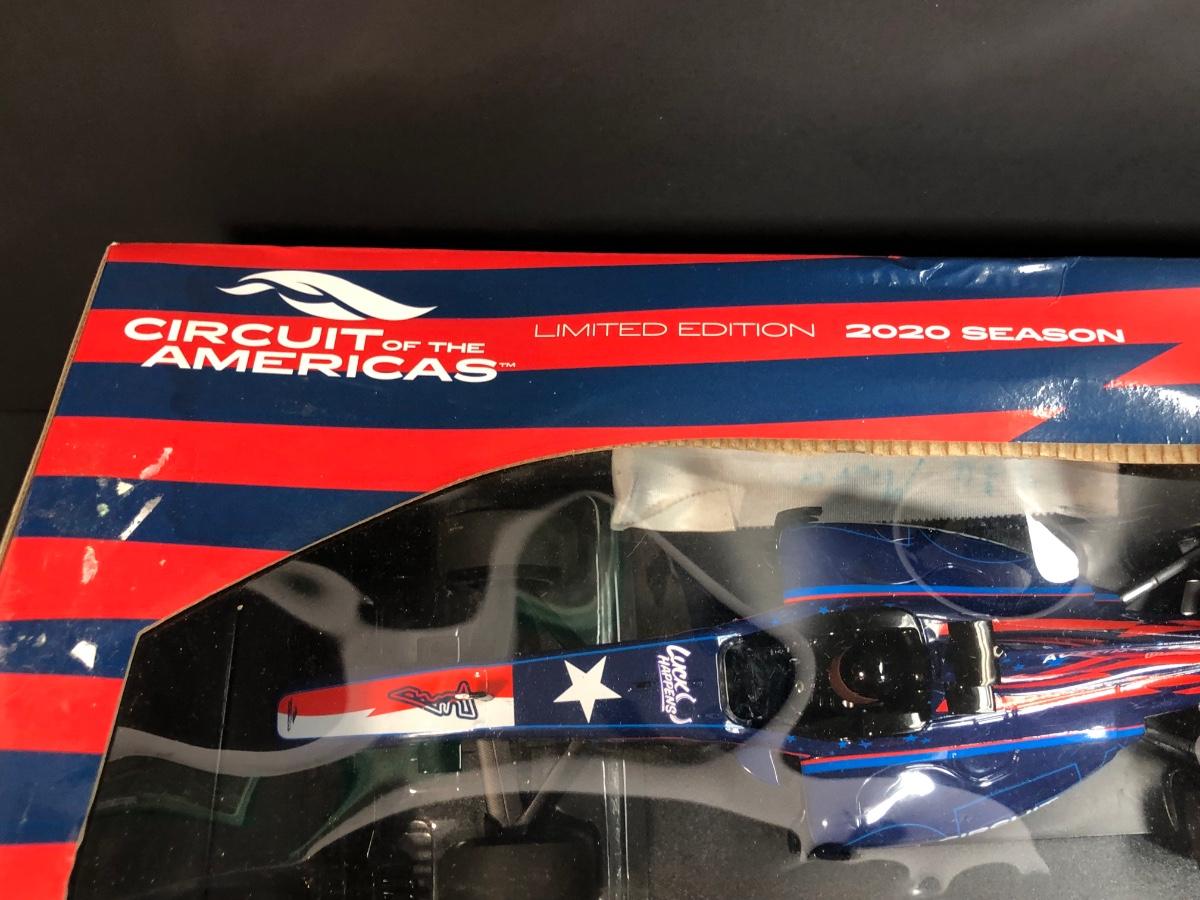 CIRCUIT OF THE
AMERICAS™
LIMITED EDITION 2020 SEASON
LUCK
HAPPENS